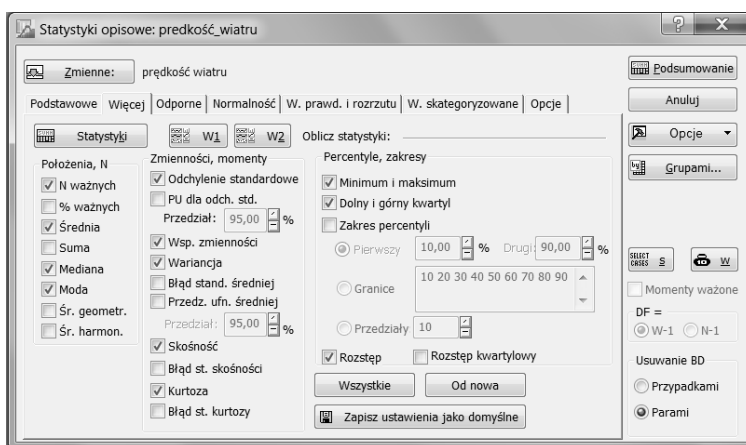 Statystyki opisowe: predkość_wiatru
Zmienne: prędkość wiatru
Podstawowe Więcej Odporne Normalność W. prawd. i rozrzutu W. skategoryzowane Opcje
Statystyki W1 W2 Oblicz statystyki:
Położenia, N
N ważnych
% ważnych
Średnia
Suma
Mediana
Moda
Śr. geometr.
Śr. harmon.
Zmienności, momenty
Odchylenie standardowe
PU dla odch. std.
Przedział: 95,00 %
Wsp. zmienności
Wariancja
Błąd stand. średniej
Przedz. ufn. średniej
Przedział: 95,00 %
Skośność
Błąd st. skośności
Kurtoza
Błąd st. kurtozy
Percentyle, zakresy
Minimum i maksimum
Dolny i górny kwartyl
Zakres percentyli
Pierwszy 10,00 % Drugi: 90,00 %
Granice 10 20 30 40 50 60 70 80 90
Przedziały 10
Rozstęp Rozstęp kwartylowy
Wszystkie Od nowa
Zapisz ustawienia jako domyślne
Podsumowanie
Anuluj
Opcje
Grupami...
SELECT CASES S W
Momenty ważone
DF =
W-1 N-1
Usuwanie BD
Przypadkami
Parami